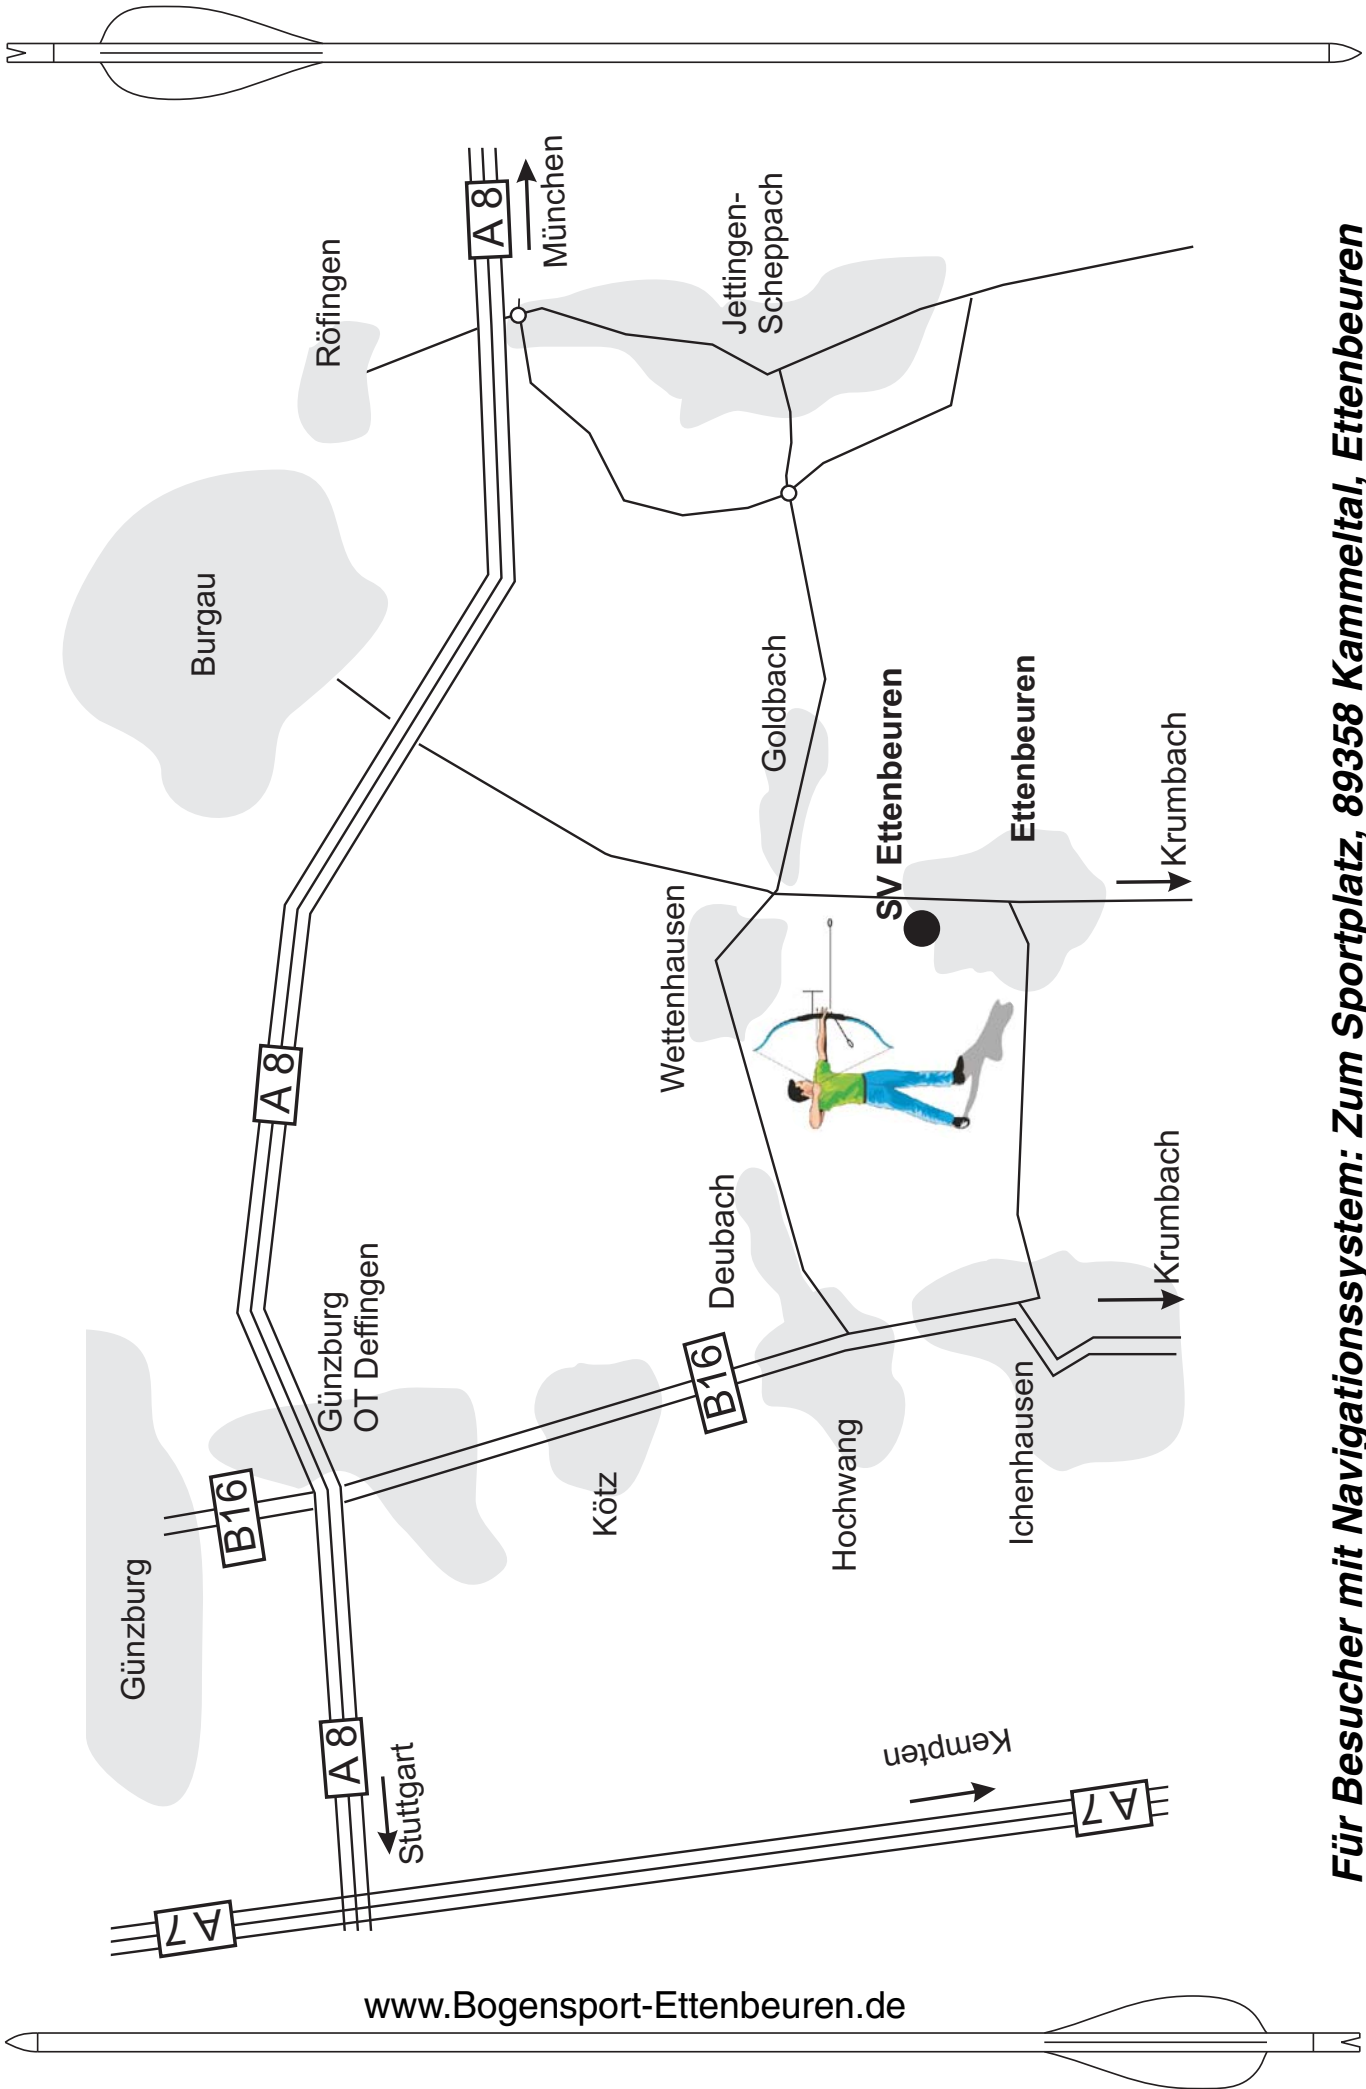 A 8
München
Röfingen
Jettingen-
Scheppach
Burgau
Goldbach
SV Ettenbeuren
Ettenbeuren
Krumbach
Wettenhausen
A 8
Deubach
Krumbach
Günzburg
OT Deffingen
B16
B16
Kötz
Hochwang
Ichenhausen
Günzburg
A 8
Stuttgart
Kempten
A 7
A 7
Für Besucher mit Navigationssystem: Zum Sportplatz, 89358 Kammeltal, Ettenbeuren
www.Bogensport-Ettenbeuren.de